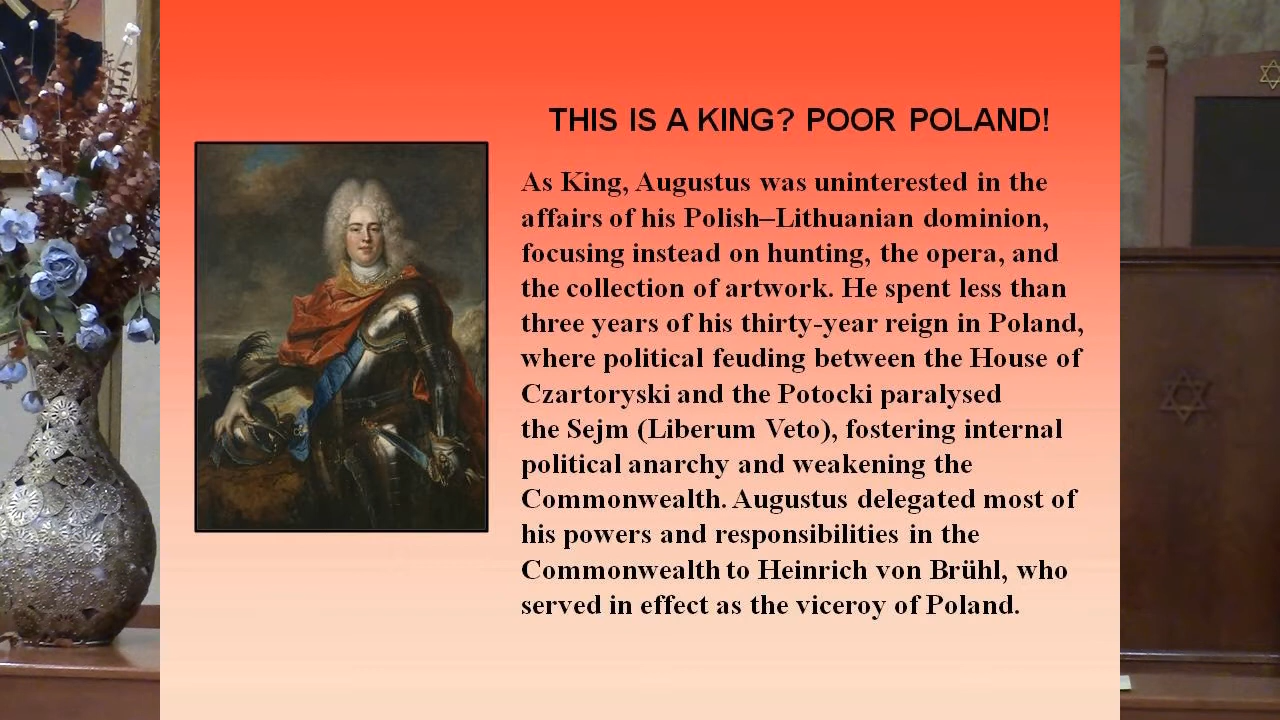 THIS IS A KING? POOR POLAND!
As King, Augustus was uninterested in the
affairs of his Polish–Lithuanian dominion,
focusing instead on hunting, the opera, and
the collection of artwork. He spent less than
three years of his thirty-year reign in Poland,
where political feuding between the House of
Czartoryski and the Potocki paralysed
the Sejm (Liberum Veto), fostering internal
political anarchy and weakening the
Commonwealth. Augustus delegated most of
his powers and responsibilities in the
Commonwealth to Heinrich von Brühl, who
served in effect as the viceroy of Poland.